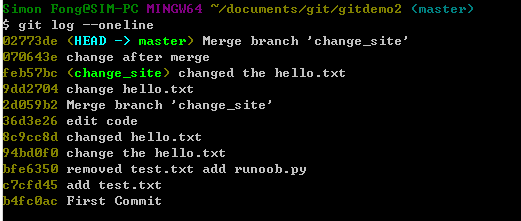 Simon Fong@SIM-PC MINGW64 ~/documents/git/gitdemo2 (master)
$ git log --oneline
02773de (HEAD -> master) Merge branch 'change_site'
070643e change after merge
feb57bc (change_site) changed the hello.txt
9dd2704 change hello.txt
2d059b2 Merge branch 'change_site'
36d3e26 edit code
8c9cc8d changed hello.txt
94bd0f0 change the hello.txt
bfe6350 removed test.txt add runoob.py
c7cfd45 add test.txt
b4fc0ac First Commit